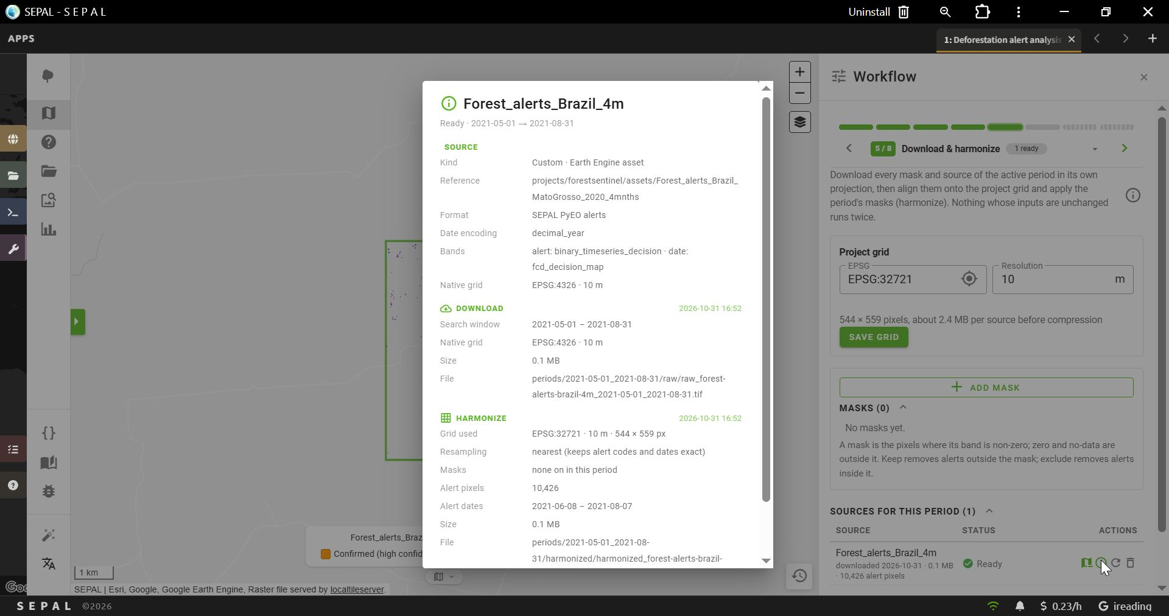 SEPAL - S E P A L
Uninstall
APPS
1: Deforestation alert analysis
Forest_alerts_Brazil_4m
Ready · 2021-05-01 → 2021-08-31
SOURCE
Kind Custom · Earth Engine asset
Reference projects/forestsentinel/assets/Forest_alerts_Brazil_
MatoGrosso_2020_4mnths
Format SEPAL PyEO alerts
Date encoding decimal_year
Bands alert: binary_timeseries_decision · date:
fcd_decision_map
Native grid EPSG:4326 · 10 m
DOWNLOAD 2026-10-31 16:52
Search window 2021-05-01 – 2021-08-31
Native grid EPSG:4326 · 10 m
Size 0.1 MB
File periods/2021-05-01_2021-08-31/raw/raw_forest-
alerts-brazil-4m_2021-05-01_2021-08-31.tif
HARMONIZE 2026-10-31 16:52
Grid used EPSG:32721 · 10 m · 544 × 559 px
Resampling nearest (keeps alert codes and dates exact)
Masks none on in this period
Alert pixels 10,426
Alert dates 2021-06-08 – 2021-08-07
Size 0.1 MB
File periods/2021-05-01_2021-08-
31/harmonized/harmonized_forest-alerts-brazil-
Forest_alerts_Braz
Confirmed (high confid
1 km
Goo
SEPAL | Esri, Google, Google Earth Engine, Raster file served by localtileserver.
Workflow
5 / 8 Download & harmonize 1 ready
Download every mask and source of the active period in its own
projection, then align them onto the project grid and apply the
period's masks (harmonize). Nothing whose inputs are unchanged
runs twice.
Project grid
EPSG
EPSG:32721
Resolution
10 m
544 × 559 pixels, about 2.4 MB per source before compression
SAVE GRID
ADD MASK
MASKS (0)
No masks yet.
A mask is the pixels where its band is non-zero; zero and no-data are
outside it. Keep removes alerts outside the mask; exclude removes alerts
inside it.
SOURCES FOR THIS PERIOD (1)
SOURCE STATUS ACTIONS
Forest_alerts_Brazil_4m
downloaded 2026-10-31 · 0.1 MB
· 10,426 alert pixels
Ready
S E P A L ©2026
$ 0.23/h
ireading